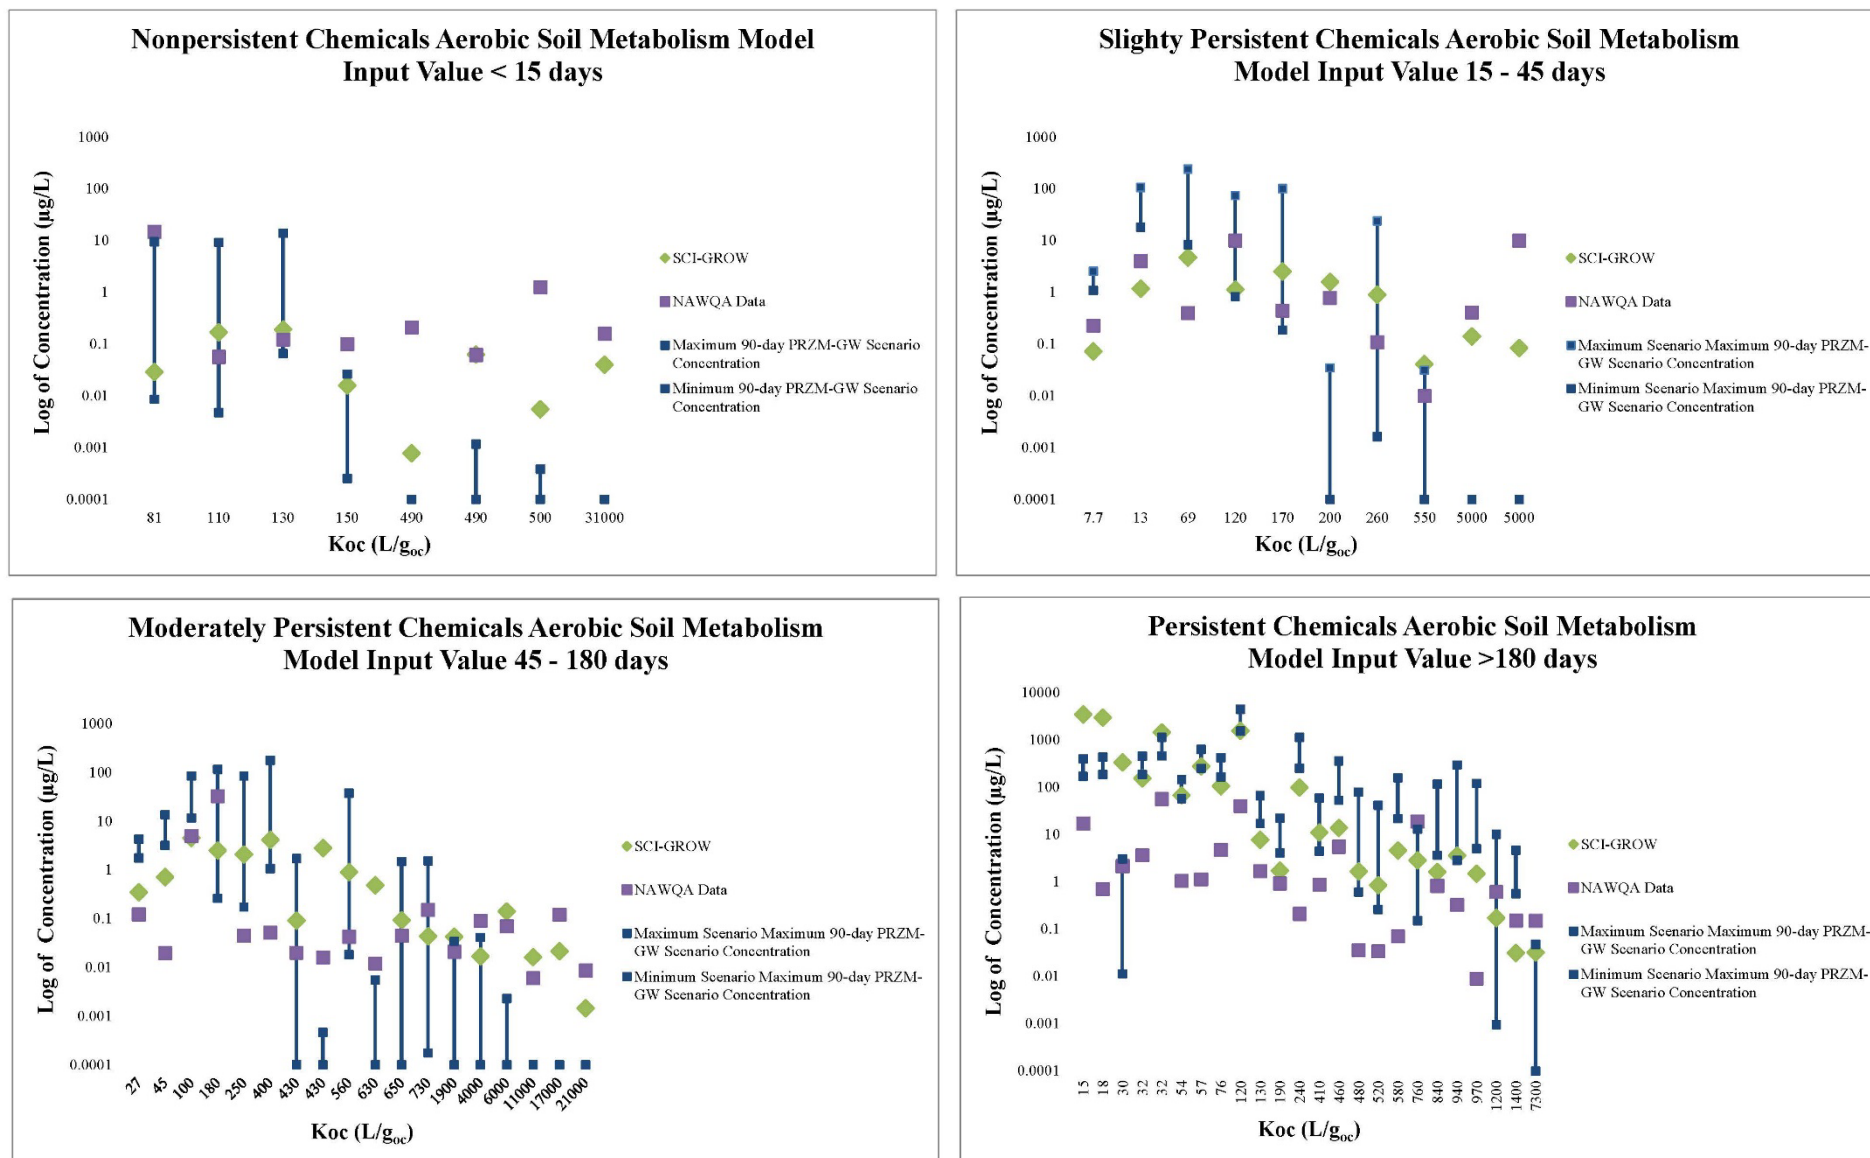 Nonpersistent Chemicals Aerobic Soil Metabolism Model
Input Value < 15 days
1000
100
10
1
0.1
0.01
0.001
0.0001
Log of Concentration (µg/L)
81 110 130 150 490 490 500 31000
Koc (L/goc)
SCI-GROW
NAWQA Data
Maximum 90-day PRZM-GW Scenario
Concentration
Minimum 90-day PRZM-GW Scenario
Concentration
Slighty Persistent Chemicals Aerobic Soil Metabolism
Model Input Value 15 - 45 days
1000
100
10
1
0.1
0.01
0.001
0.0001
Log of Concentration (µg/L)
7.7 13 69 120 170 200 260 550 5000 5000
Koc (L/goc)
SCI-GROW
NAWQA Data
Maximum Scenario Maximum 90-day PRZM-
GW Scenario Concentration
Minimum Scenario Maximum 90-day PRZM-
GW Scenario Concentration
Moderately Persistent Chemicals Aerobic Soil Metabolism
Model Input Value 45 - 180 days
1000
100
10
1
0.1
0.01
0.001
0.0001
Log of Concentration (µg/L)
27 45 100 180 250 400 430 450 560 630 650 730 1900 4000 6000 11000 17000 21000
Koc (L/goc)
SCI-GROW
NAWQA Data
Maximum Scenario Maximum 90-day PRZM-
GW Scenario Concentration
Minimum Scenario Maximum 90-day PRZM-
GW Scenario Concentration
Persistent Chemicals Aerobic Soil Metabolism
Model Input Value >180 days
10000
1000
100
10
1
0.1
0.01
0.001
0.0001
Log of Concentration (µg/L)
15 18 30 32 32 54 57 76 120 130 190 240 410 460 480 520 580 760 840 940 970 1200 1400 7300
Koc (L/goc)
SCI-GROW
NAWQA Data
Maximum Scenario Maximum 90-day PRZM-
GW Scenario Concentration
Minimum Scenario Maximum 90-day PRZM-
GW Scenario Concentration